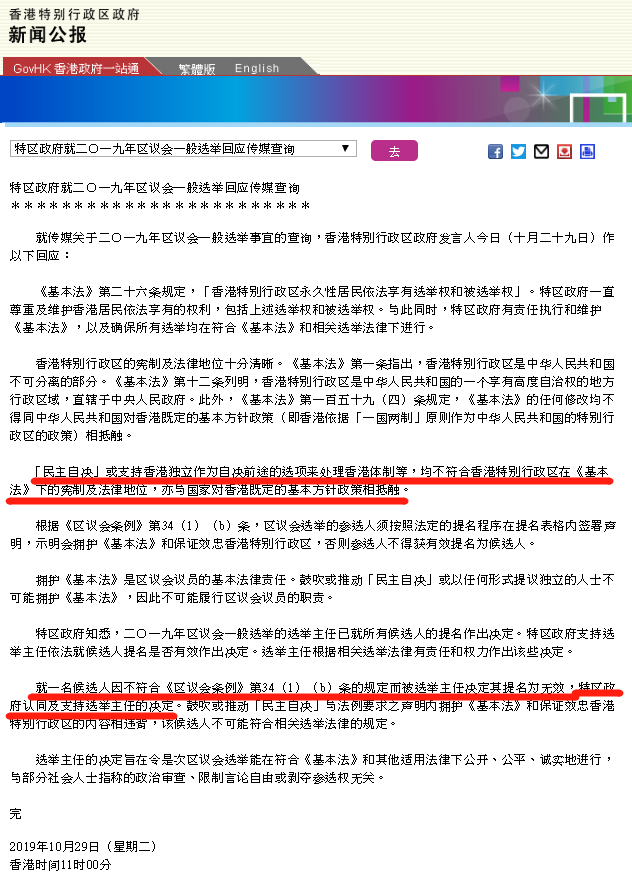 香港特别行政区政府
新闻公报
GovHK 香港政府一站通 繁體版 English
特区政府就二○一九年区议会一般选举回应传媒查询 ▼ 去
特区政府就二○一九年区议会一般选举回应传媒查询
＊＊＊＊＊＊＊＊＊＊＊＊＊＊＊＊＊＊＊＊＊＊＊＊
就传媒关于二○一九年区议会一般选举事宜的查询，香港特别行政区政府发言人今日（十月二十九日）作
以下回应：
《基本法》第二十六条规定，「香港特别行政区永久性居民依法享有选举权和被选举权」。特区政府一直
尊重及维护香港居民依法享有的权利，包括上述选举权和被选举权。与此同时，特区政府有责任执行和维护
《基本法》，以及确保所有选举均在符合《基本法》和相关选举法律下进行。
香港特别行政区的宪制及法律地位十分清晰。《基本法》第一条指出，香港特别行政区是中华人民共和国
不可分离的部分。《基本法》第十二条列明，香港特别行政区是中华人民共和国的一个享有高度自治权的地方
行政区域，直辖于中央人民政府。此外，《基本法》第一百五十九（四）条规定，《基本法》的任何修改均不
得同中华人民共和国对香港既定的基本方针政策（即香港依据「一国两制」原则作为中华人民共和国的特别行
政区的政策）相抵触。
「民主自决」或支持香港独立作为自决前途的选项来处理香港体制等，均不符合香港特别行政区在《基本
法》下的宪制及法律地位，亦与国家对香港既定的基本方针政策相抵触。
根据《区议会条例》第34（1）（b）条，区议会选举的参选人须按照法定的提名程序在提名表格内签署声
明，示明会拥护《基本法》和保证效忠香港特别行政区，否则参选人不得获有效提名为候选人。
拥护《基本法》是区议会议员的基本法律责任。鼓吹或推动「民主自决」或以任何形式提议独立的人士不
可能拥护《基本法》，因此不可能履行区议会议员的职责。
特区政府知悉，二○一九年区议会一般选举的选举主任已就所有候选人的提名作出决定。特区政府支持选
举主任依法就候选人提名是否有效作出决定。选举主任根据相关选举法律有责任和权力作出该些决定。
就一名候选人因不符合《区议会条例》第34（1）（b）条的规定而被选举主任决定其提名为无效，特区政
府认同及支持选举主任的决定。鼓吹或推动「民主自决」与法例要求之声明内拥护《基本法》和保证效忠香港
特别行政区的内容相违背，该候选人不可能符合相关选举法律的规定。
选举主任的决定旨在令是次区议会选举能在符合《基本法》和其他适用法律下公开、公平、诚实地进行，
与部分社会人士指称的政治审查、限制言论自由或剥夺参选权无关。
完
2019年10月29日（星期二）
香港时间11时00分